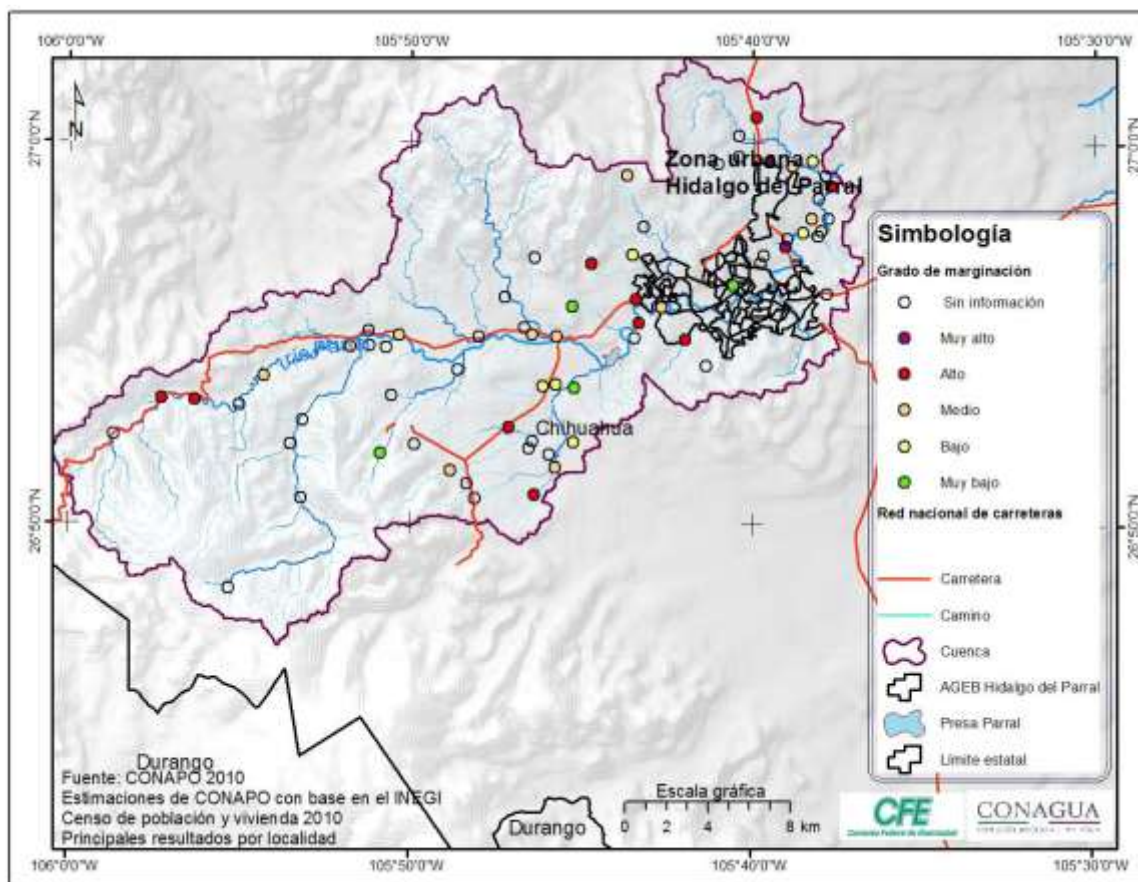 106°0'0"W
105°50'0"W
105°40'0"W
105°30'0"W
27°0'0"N
27°0'0"N
N
Zona urbana
Hidalgo del Parral
Chihuahua
26°50'0"N
26°50'0"N
Simbología
Grado de marginación
Sin información
Muy alto
Alto
Medio
Bajo
Muy bajo
Red nacional de carreteras
Carretera
Camino
Cuenca
AGEB Hidalgo del Parral
Presa Parral
Límite estatal
Durango
Fuente: CONAPO 2010
Estimaciones de CONAPO con base en el INEGI
Censo de población y vivienda 2010
Principales resultados por localidad
Durango
Escala gráfica
0 2 4 8 km
CFE
Comisión Federal de Electricidad
CONAGUA
106°0'0"W
105°50'0"W
105°40'0"W
105°30'0"W